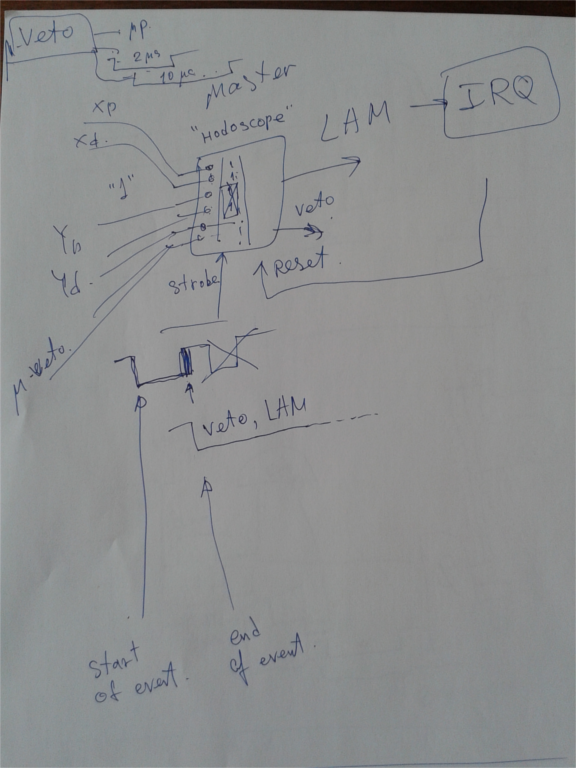 μ-Veto
μp.
2μs
10 μs...
Master
Xp
Xd.
"Hodoscope"
LAM
IRQ
"1"
Yp
Yd.
μ-veto.
veto
Reset.
strobe
veto, LAM
start
of event.
end
of event.